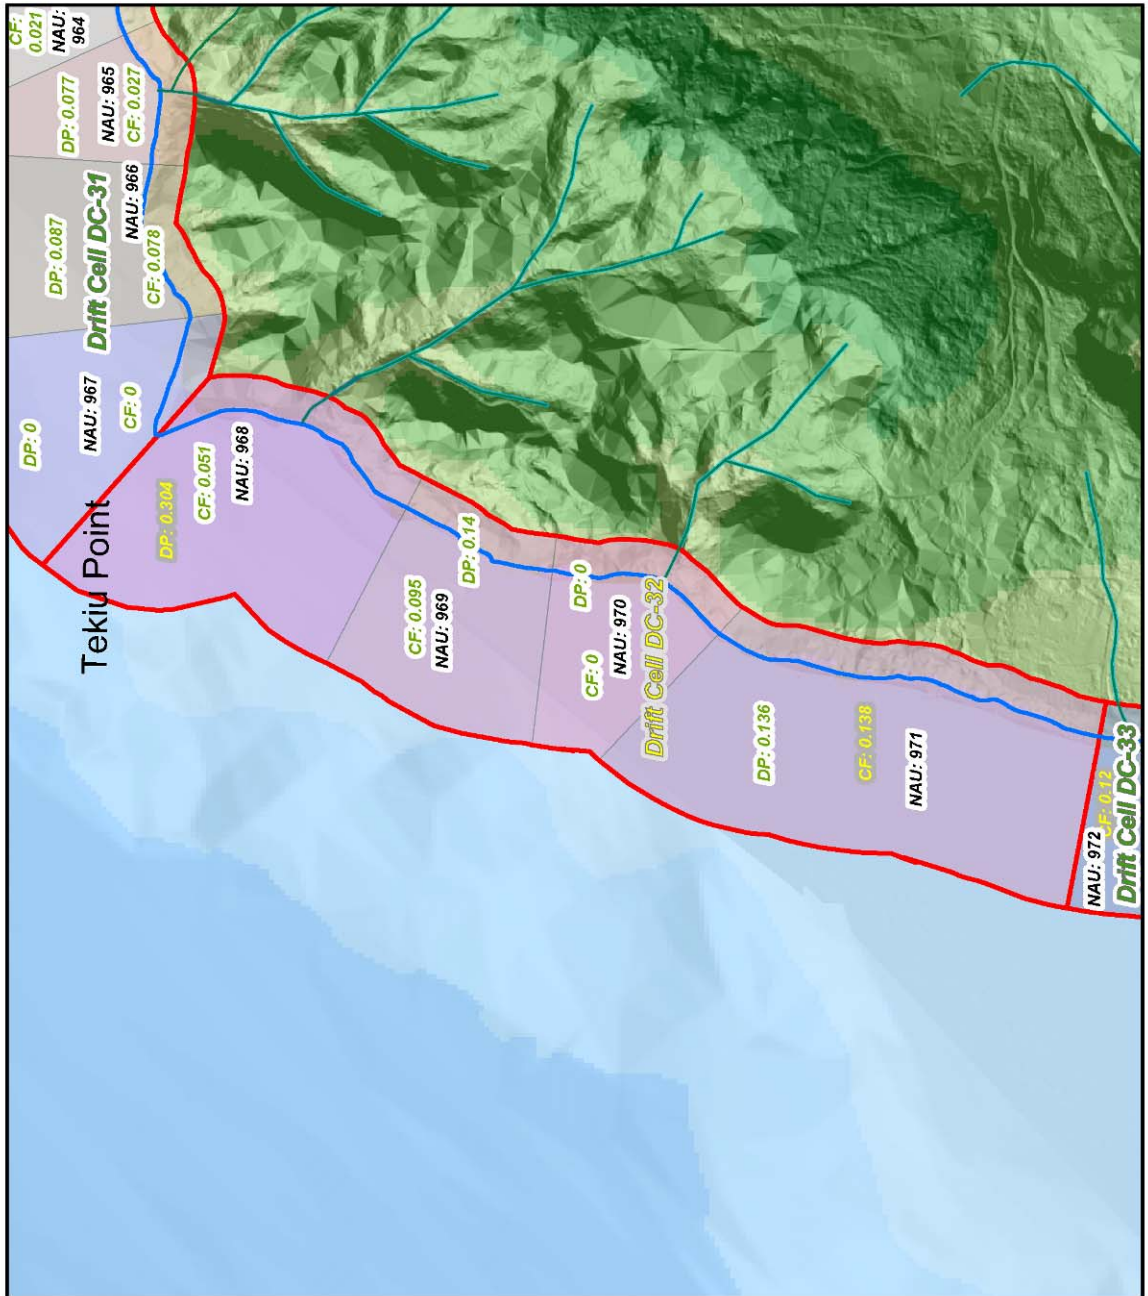 CF:
0.021
NAU:
964
DP: 0.077
NAU: 965
CF: 0.027
DP: 0.087
Drift Cell DC-31
NAU: 966
CF: 0.078
DP: 0
NAU: 967
CF: 0
Tekiu Point
DP: 0.304
CF: 0.051
NAU: 968
CF: 0.095
NAU: 969
DP: 0.14
DP: 0
CF: 0
NAU: 970
Drift Cell DC-32
DP: 0.136
CF: 0.138
NAU: 971
NAU: 972
CF: 0.12
Drift Cell DC-33